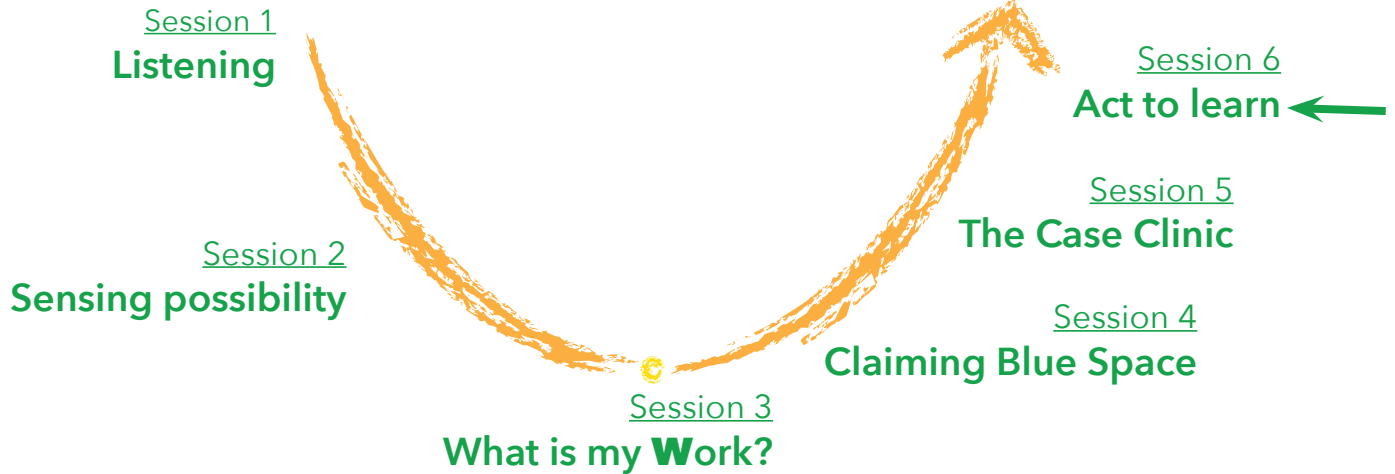 Session 1
Listening
Session 2
Sensing possibility
Session 3
What is my Work?
Session 4
Claiming Blue Space
Session 5
The Case Clinic
Session 6
Act to learn